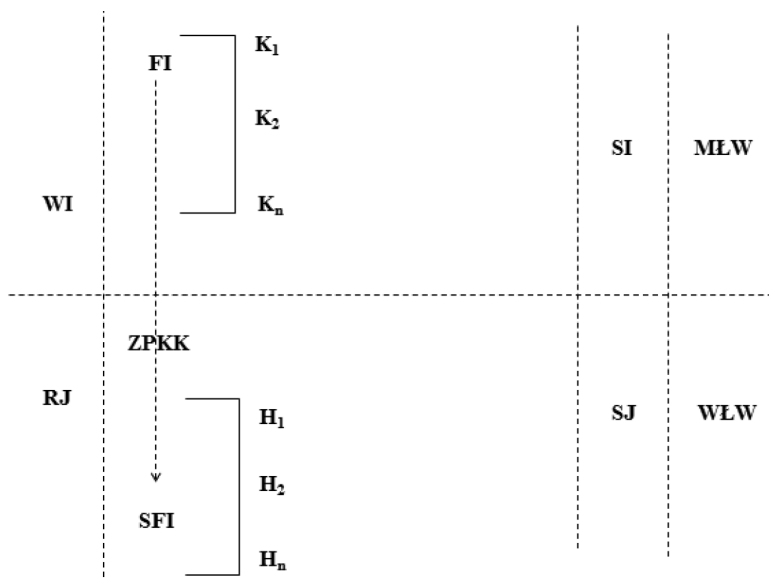 K₁
FI
K₂
SI MŁW
WI Kₙ
ZPKK
RJ
H₁ SJ WŁW
H₂
SFI
Hₙ